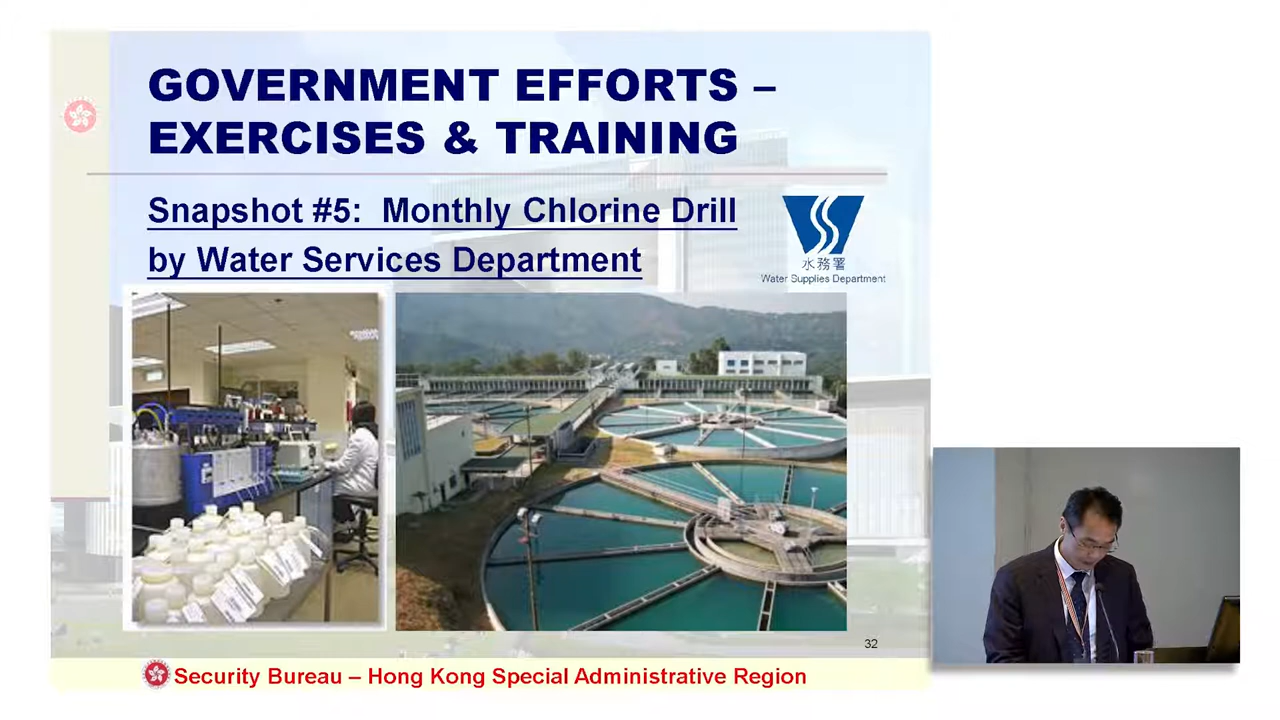 GOVERNMENT EFFORTS –
EXERCISES & TRAINING
Snapshot #5:  Monthly Chlorine Drill
by Water Services Department
水務署
Water Supplies Department
32
Security Bureau – Hong Kong Special Administrative Region